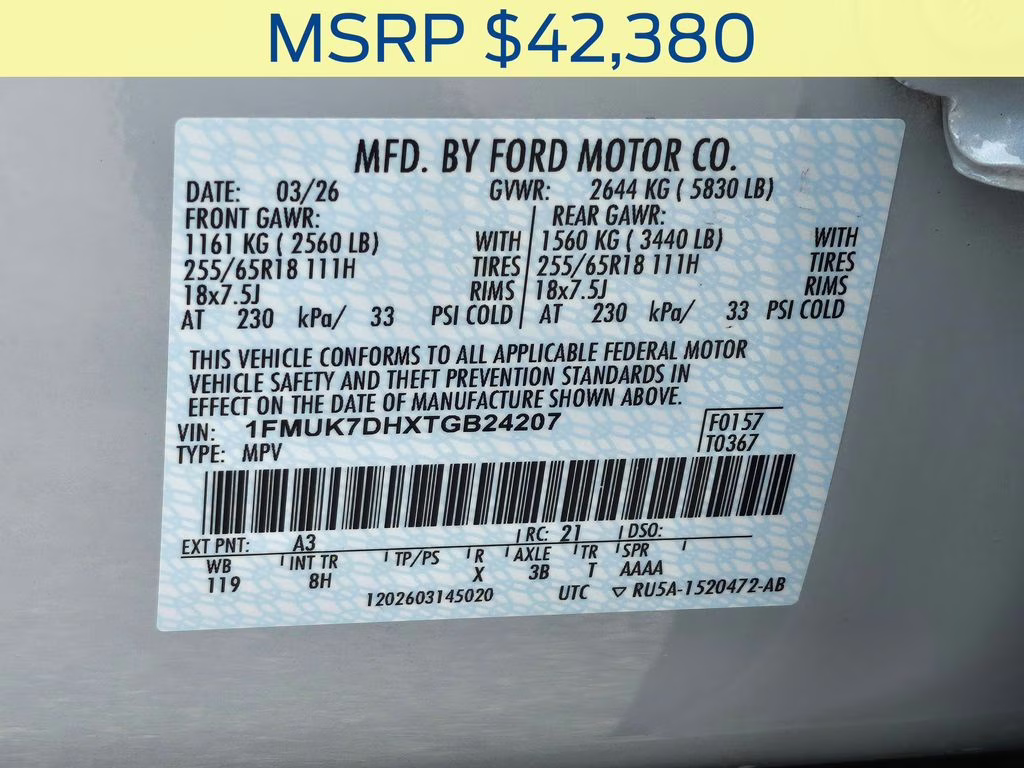 MSRP $42,380
MFD. BY FORD MOTOR CO.
DATE: 03/26 GVWR: 2644 KG ( 5830 LB)
FRONT GAWR: REAR GAWR:
1161 KG ( 2560 LB) WITH 1560 KG ( 3440 LB) WITH
255/65R18 111H TIRES 255/65R18 111H TIRES
18x7.5J RIMS 18x7.5J RIMS
AT 230 kPa/ 33 PSI COLD AT 230 kPa/ 33 PSI COLD
THIS VEHICLE CONFORMS TO ALL APPLICABLE FEDERAL MOTOR
VEHICLE SAFETY AND THEFT PREVENTION STANDARDS IN
EFFECT ON THE DATE OF MANUFACTURE SHOWN ABOVE.
VIN: 1FMUK7DHXTGB24207 F0157
TYPE: MPV T0367
EXT PNT: A3 RC: 21 DSO:
WB INT TR TP/PS R AXLE TR SPR
119 8H X 3B T AAAA
1202603145020 UTC ▽ RU5A-1520472-AB